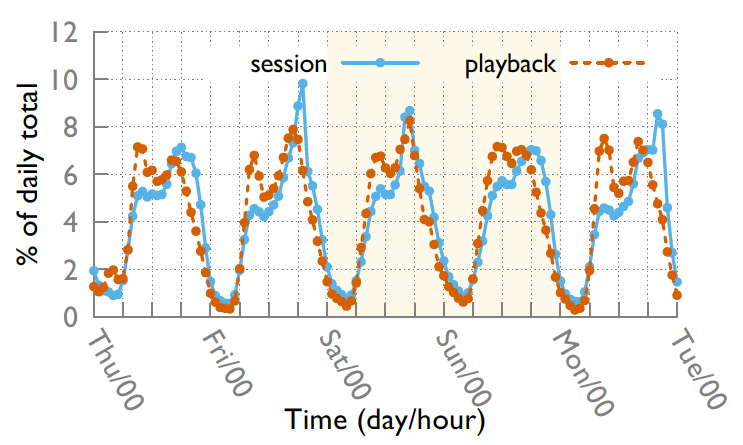 12
session playback
10
8
6
4
2
0
% of daily total
Thu/00 Fri/00 Sat/00 Sun/00 Mon/00 Tue/00
Time (day/hour)